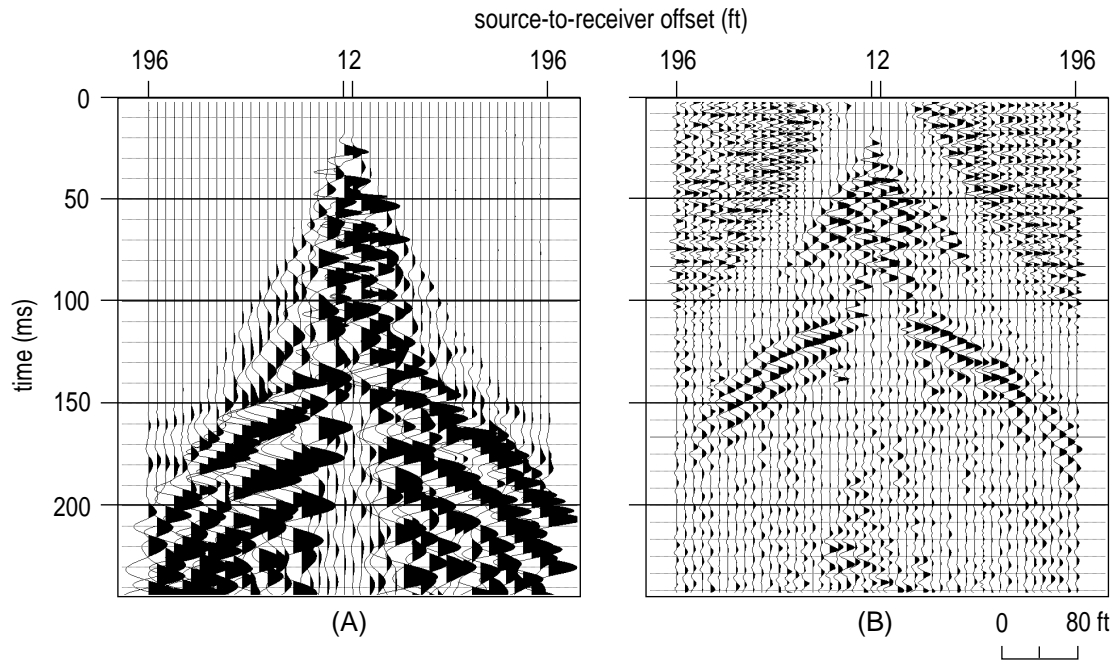 source-to-receiver offset (ft)
196 12 196 196 12 196
0
50
100
150
200
time (ms)
(A) (B) 0 80 ft